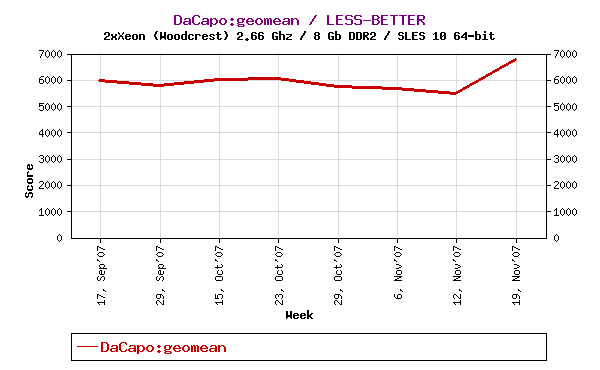 DaCapo:geomean / LESS-BETTER
2xXeon (Woodcrest) 2.66 Ghz / 8 Gb DDR2 / SLES 10 64-bit
7000 7000
6000 6000
5000 5000
4000 4000
3000 3000
2000 2000
1000 1000
0 0
Score
17, Sep'07
29, Sep'07
15, Oct'07
23, Oct'07
29, Oct'07
6, Nov'07
12, Nov'07
19, Nov'07
Week
DaCapo:geomean